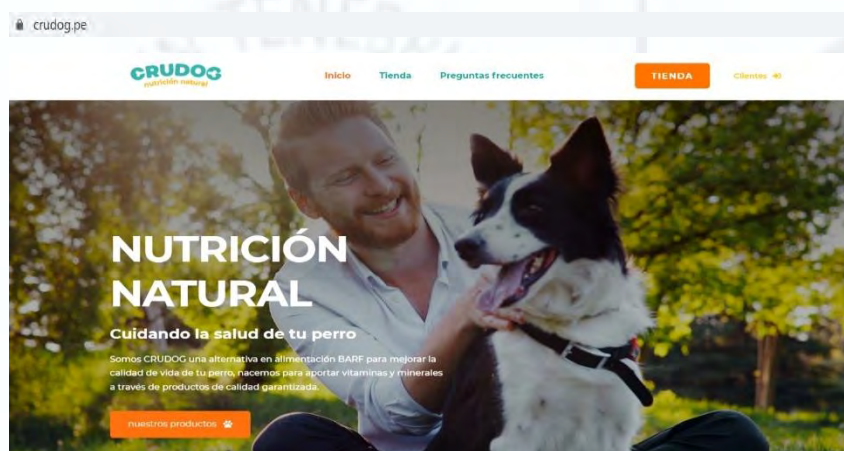 crudog.pe
CRUDOG
nutrición natural
Inicio Tienda Preguntas frecuentes TIENDA Clientes
NUTRICIÓN
NATURAL
Cuidando la salud de tu perro
Somos CRUDOG una alternativa en alimentación BARF para mejorar la
calidad de vida de tu perro, nacemos para aportar vitaminas y minerales
a través de productos de calidad garantizada.
nuestros productos